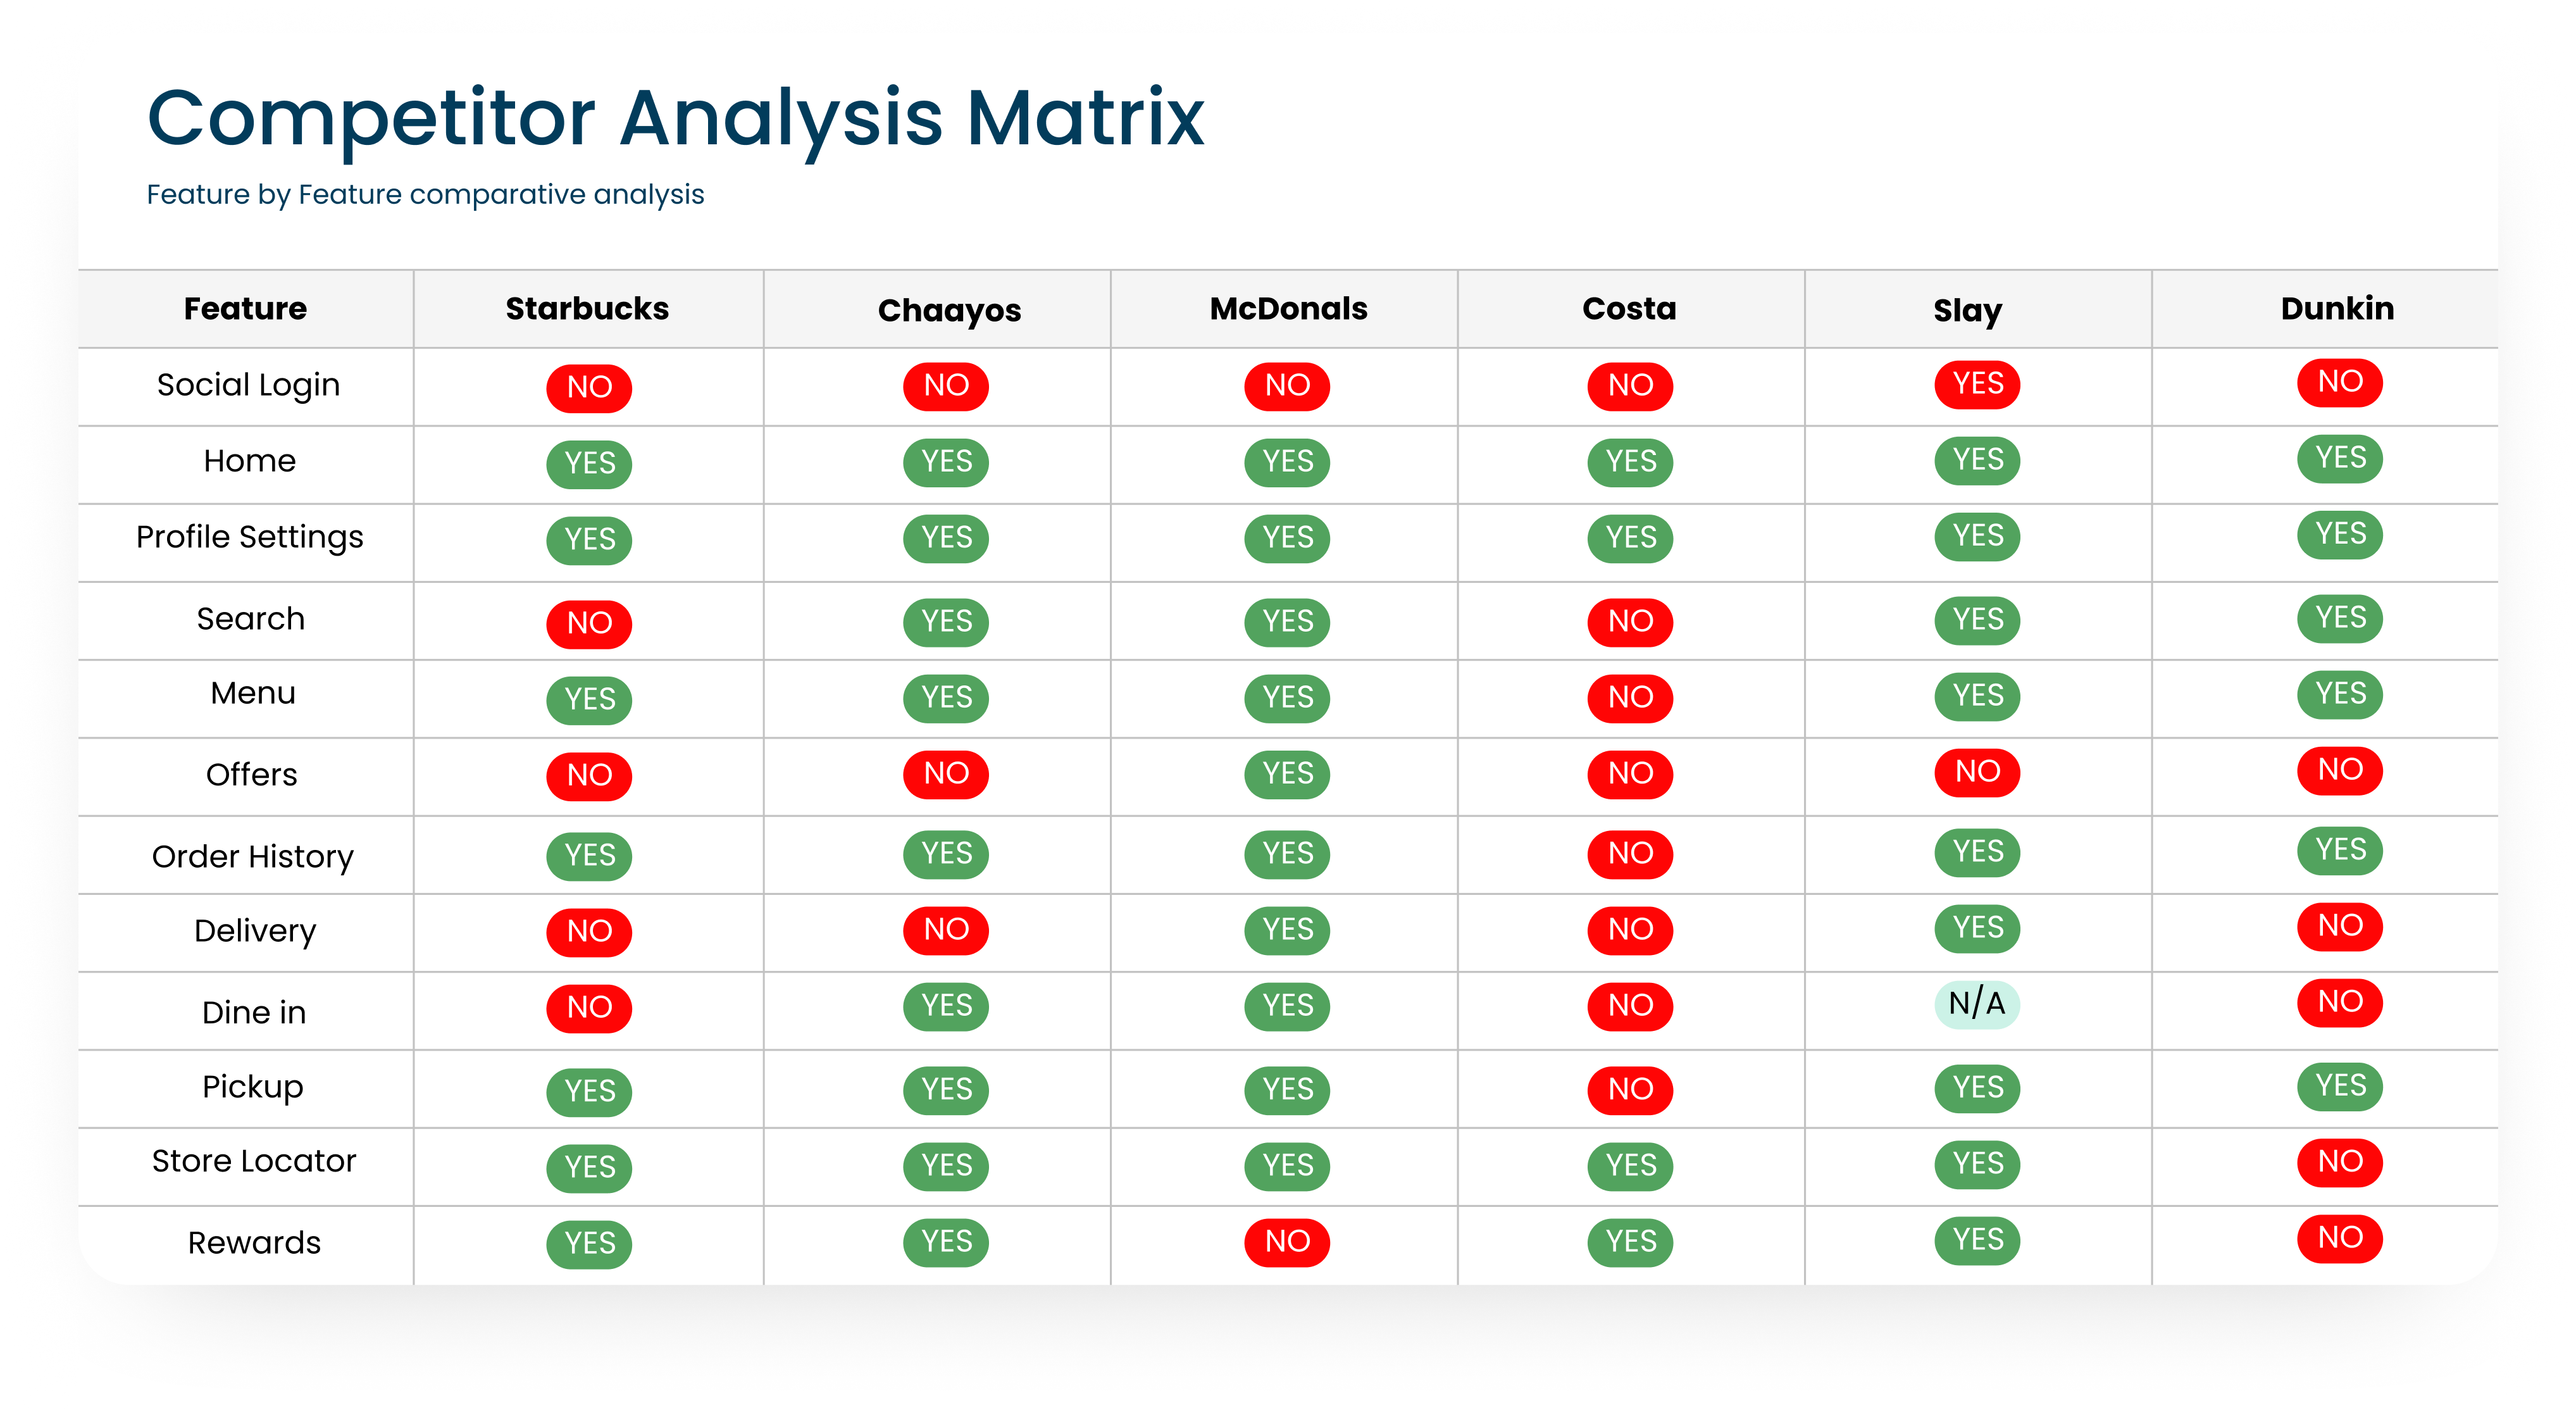 Competitor Analysis Matrix
Feature by Feature comparative analysis
Feature Starbucks Chaayos McDonals Costa Slay Dunkin
Social Login NO NO NO NO YES NO
Home YES YES YES YES YES YES
Profile Settings YES YES YES YES YES YES
Search NO YES YES NO YES YES
Menu YES YES YES NO YES YES
Offers NO NO YES NO NO NO
Order History YES YES YES NO YES YES
Delivery NO NO YES NO YES NO
Dine in NO YES YES NO N/A NO
Pickup YES YES YES NO YES YES
Store Locator YES YES YES YES YES NO
Rewards YES YES NO YES YES NO